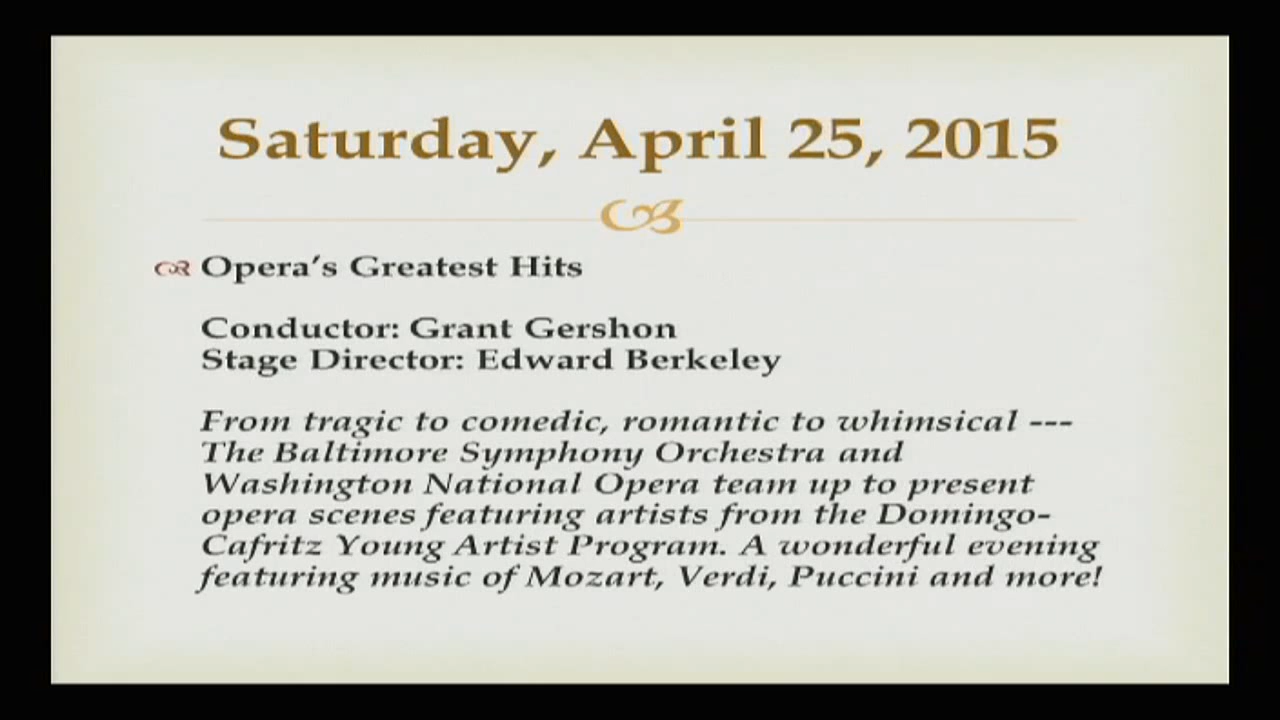 Saturday, April 25, 2015
Opera's Greatest Hits
Conductor: Grant Gershon
Stage Director: Edward Berkeley
From tragic to comedic, romantic to whimsical ---
The Baltimore Symphony Orchestra and
Washington National Opera team up to present
opera scenes featuring artists from the Domingo-
Cafritz Young Artist Program. A wonderful evening
featuring music of Mozart, Verdi, Puccini and more!